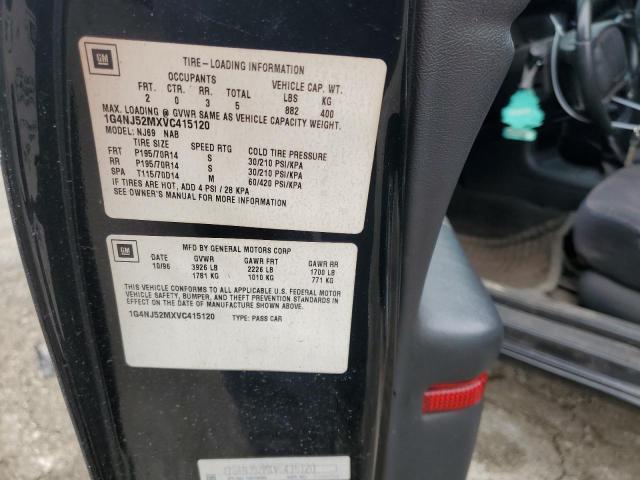 GM
TIRE-LOADING INFORMATION
OCCUPANTS VEHICLE CAP. WT.
FRT. CTR. RR. TOTAL LBS KG
2 0 3 5 882 400
MAX. LOADING @ GVWR SAME AS VEHICLE CAPACITY WEIGHT.
1G4NJ52MXVC415120
MODEL: NJ69 NAB
TIRE SIZE SPEED RTG COLD TIRE PRESSURE
FRT P195/70R14 S 30/210 PSI/KPA
RR P195/70R14 S 30/210 PSI/KPA
SPA T115/70D14 M 60/420 PSI/KPA
IF TIRES ARE HOT, ADD 4 PSI / 28 KPA
SEE OWNER'S MANUAL FOR MORE INFORMATION
GM
MFD BY GENERAL MOTORS CORP
DATE GVWR GAWR FRT GAWR RR
10/96 3926 LB 2226 LB 1700 LB
1781 KG 1010 KG 771 KG
THIS VEHICLE CONFORMS TO ALL APPLICABLE U.S. FEDERAL MOTOR
VEHICLE SAFETY, BUMPER, AND THEFT PREVENTION STANDARDS IN
EFFECT ON THE DATE OF MANUFACTURE SHOWN ABOVE.
1G4NJ52MXVC415120 TYPE: PASS CAR
1G4NJ52MXVC415120